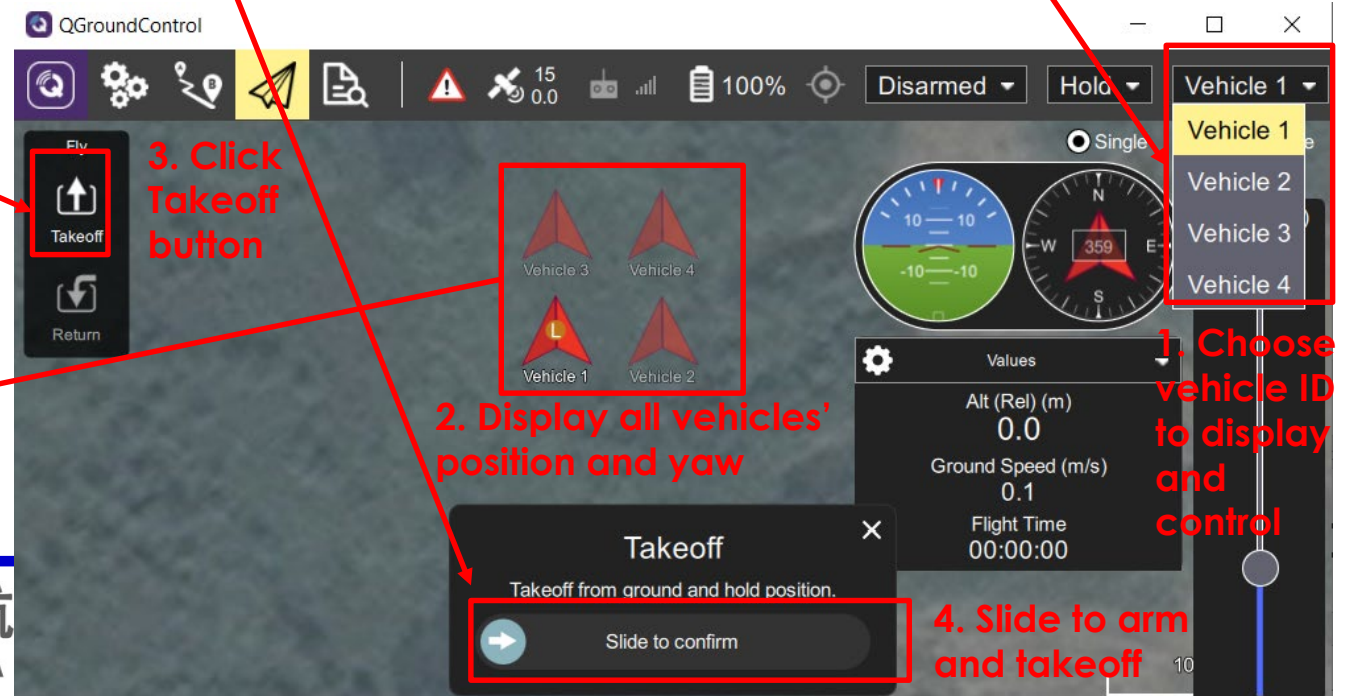 QGroundControl
15
0.0
100%
Disarmed
Hold
Vehicle 1
Vehicle 1
Vehicle 2
Vehicle 3
Vehicle 4
Single
Fly
Takeoff
Return
3. Click
Takeoff
button
Vehicle 3 Vehicle 4
L
Vehicle 1 Vehicle 2
2. Display all vehicles'
position and yaw
10 10
-10 -10
N
W 359 E
S
Values
Alt (Rel) (m)
0.0
Ground Speed (m/s)
0.1
Flight Time
00:00:00
1. Choose
vehicle ID
to display
and
control
Takeoff
Takeoff from ground and hold position.
Slide to confirm
4. Slide to arm
and takeoff
10